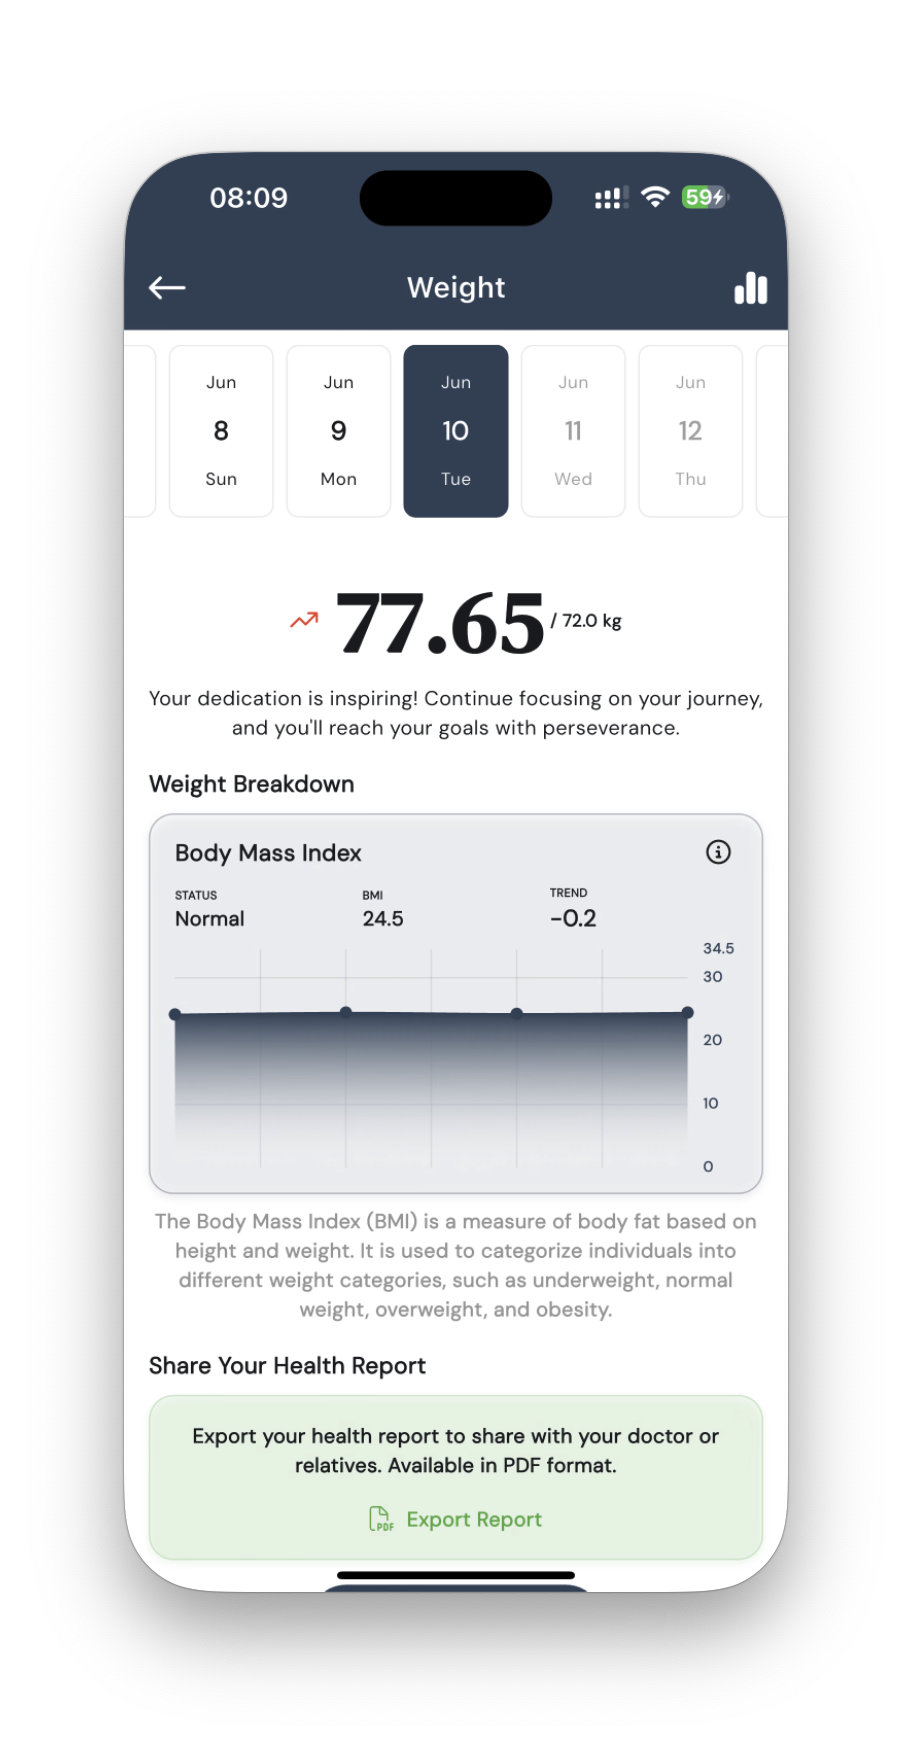 08:09
59
Weight
Jun
8
Sun
Jun
9
Mon
Jun
10
Tue
Jun
11
Wed
Jun
12
Thu
77.65 / 72.0 kg
Your dedication is inspiring! Continue focusing on your journey,
and you'll reach your goals with perseverance.
Weight Breakdown
Body Mass Index
STATUS
Normal
BMI
24.5
TREND
-0.2
34.5
30
20
10
0
The Body Mass Index (BMI) is a measure of body fat based on
height and weight. It is used to categorize individuals into
different weight categories, such as underweight, normal
weight, overweight, and obesity.
Share Your Health Report
Export your health report to share with your doctor or
relatives. Available in PDF format.
PDF Export Report